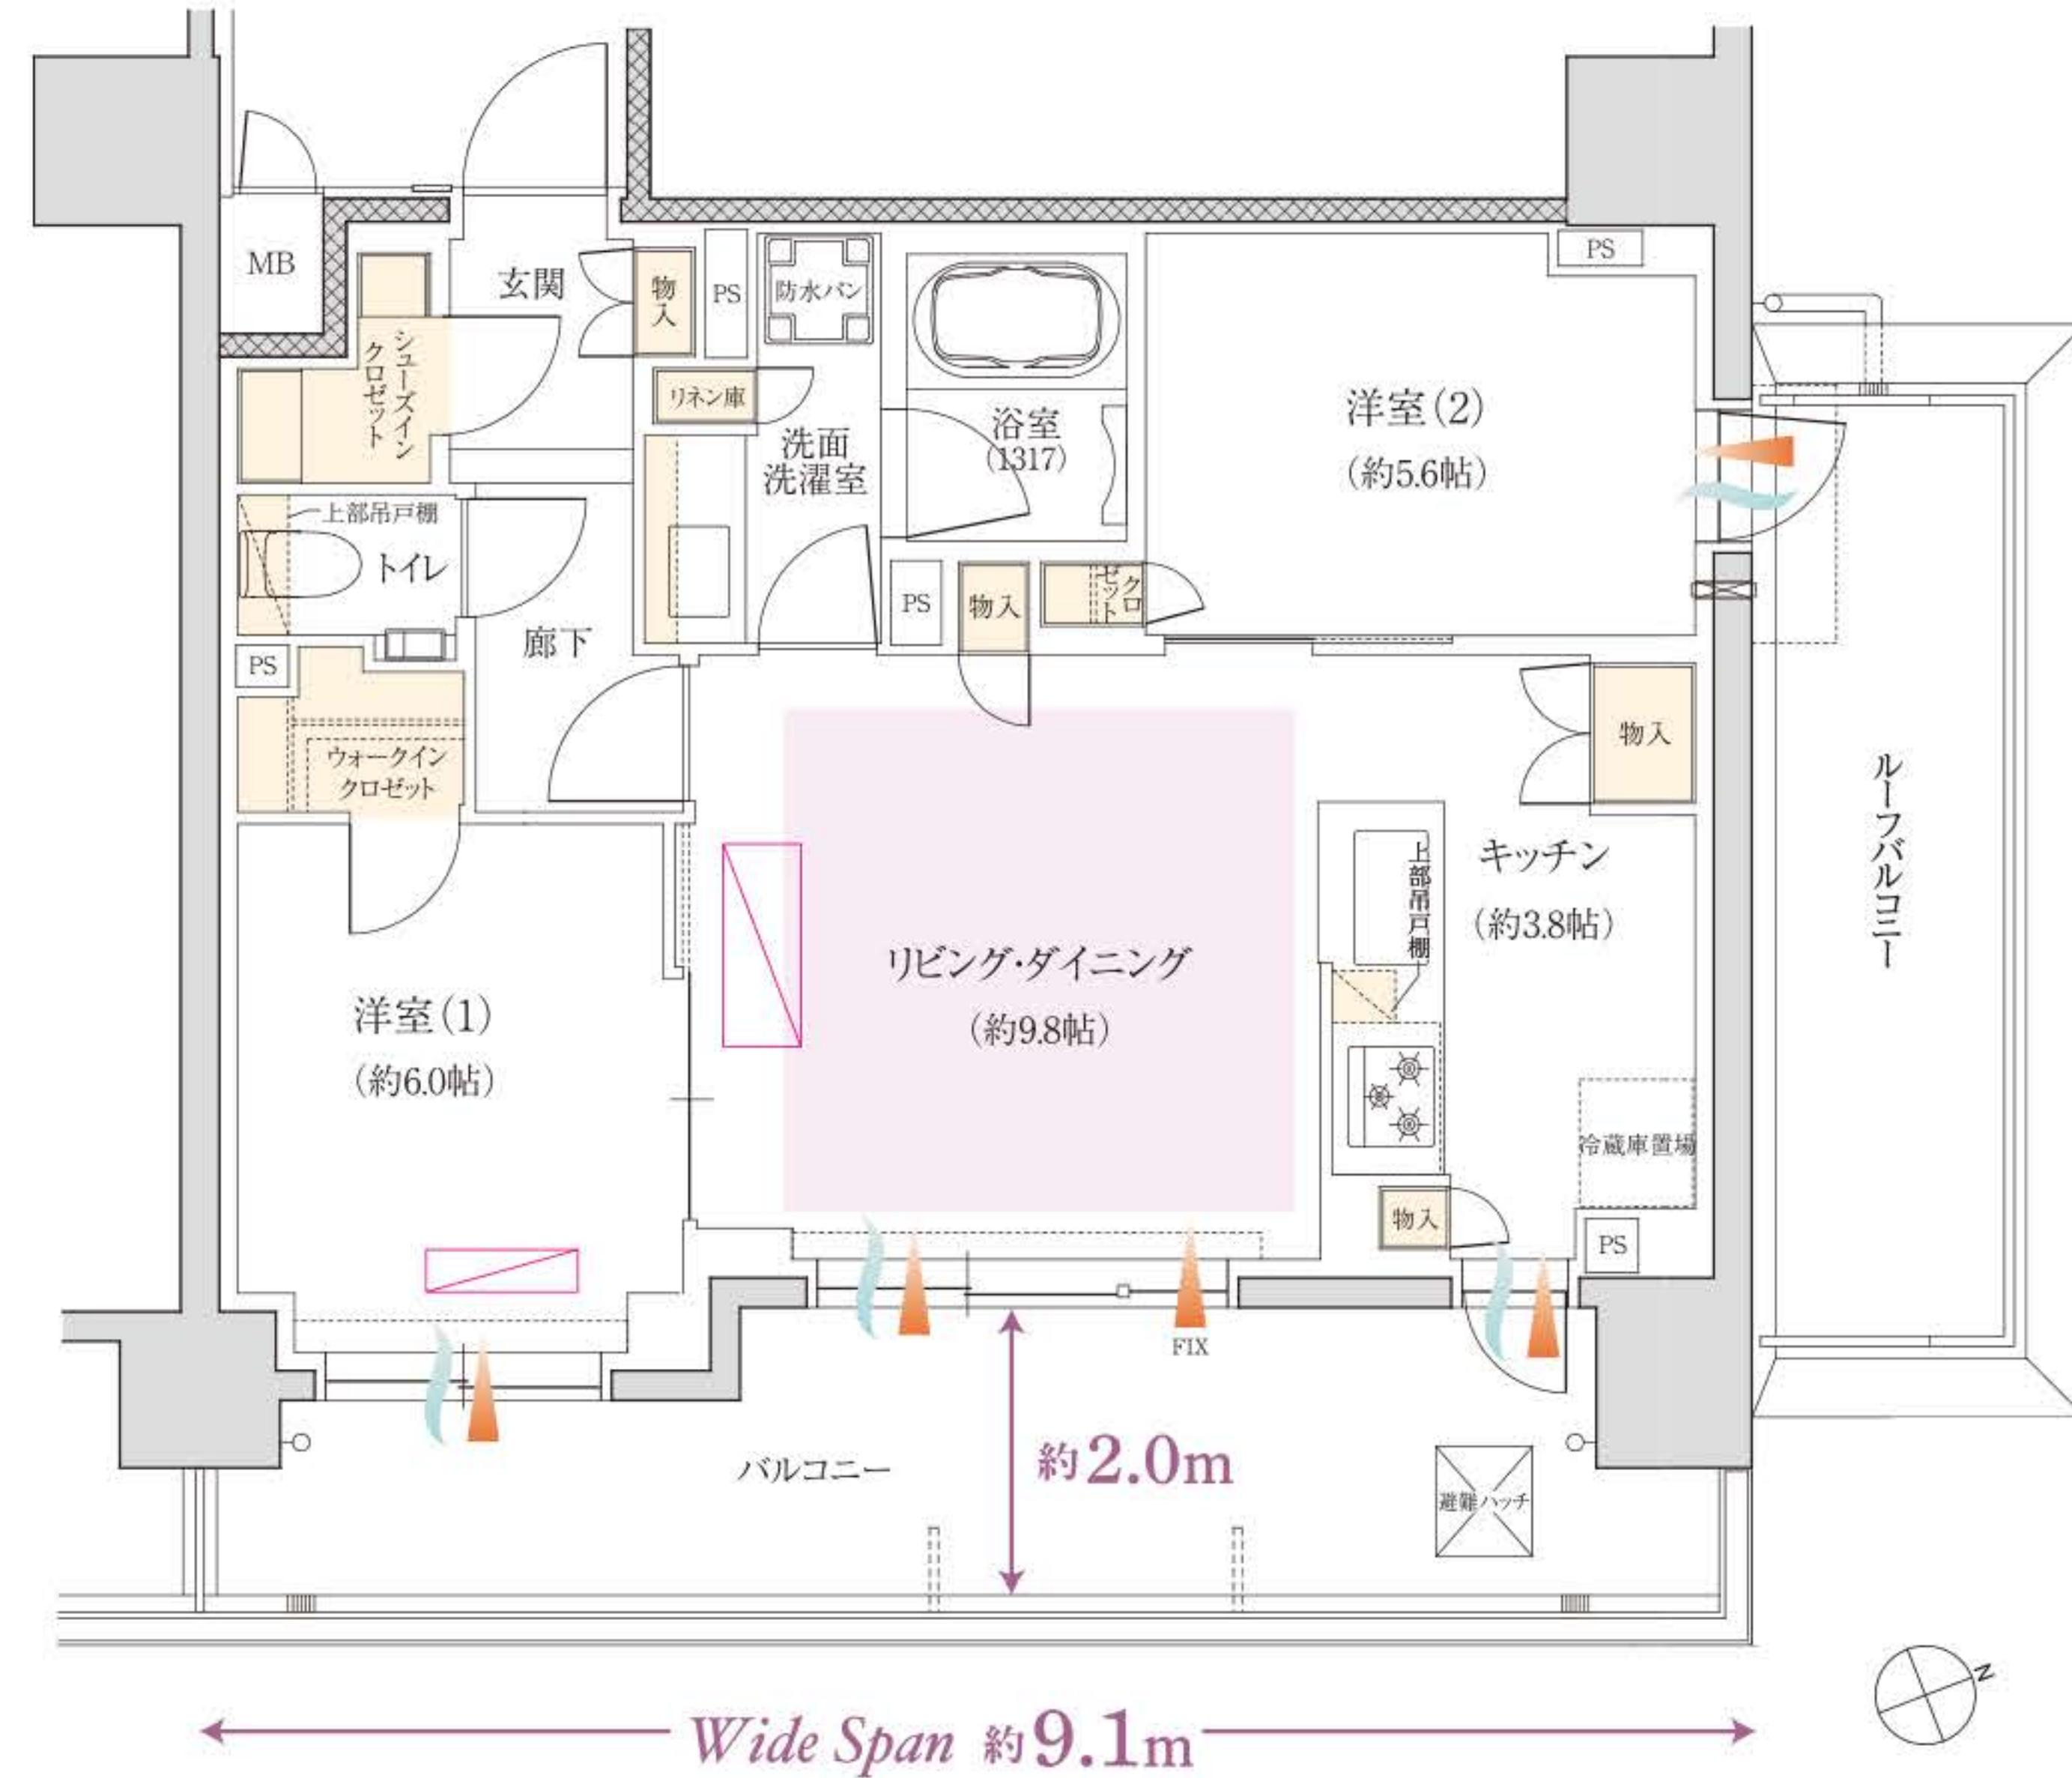 MB
玄関
物入
PS
防水パン
PS
シューズイン
クロゼット
リネン庫
洗面
洗濯室
浴室
(1317)
洋室(2)
(約5.6帖)
上部吊戸棚
トイレ
廊下
PS
物入
クロ
ゼット
PS
ウォークイン
クロゼット
物入
ルーフバルコニー
上部吊戸棚
キッチン
(約3.8帖)
リビング・ダイニング
(約9.8帖)
洋室(1)
(約6.0帖)
冷蔵庫置場
物入
PS
FIX
バルコニー
約2.0m
避難ハッチ
N
Wide Span 約9.1m